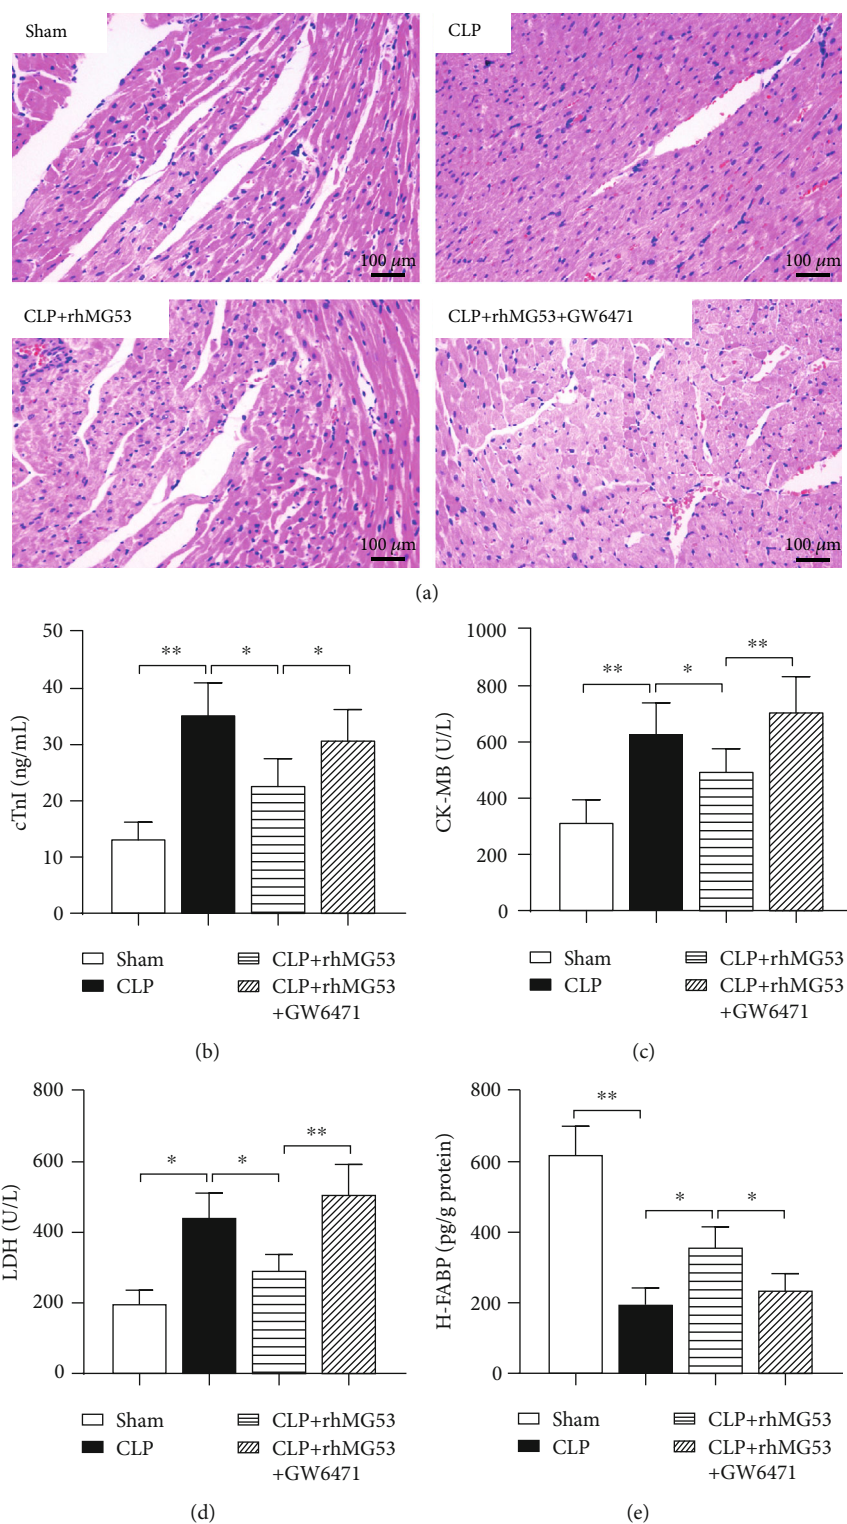 Sham
CLP
100 μm
100 μm
CLP+rhMG53
CLP+rhMG53+GW6471
100 μm
100 μm
(a)
50
40
30
20
10
0
cTnI (ng/mL)
**
*
*
Sham
CLP
CLP+rhMG53
CLP+rhMG53
+GW6471
(b)
1000
800
600
400
200
0
CK-MB (U/L)
**
*
**
Sham
CLP
CLP+rhMG53
CLP+rhMG53
+GW6471
(c)
800
600
400
200
0
LDH (U/L)
*
*
**
Sham
CLP
CLP+rhMG53
CLP+rhMG53
+GW6471
(d)
800
600
400
200
0
H-FABP (pg/g protein)
**
*
*
Sham
CLP
CLP+rhMG53
CLP+rhMG53
+GW6471
(e)